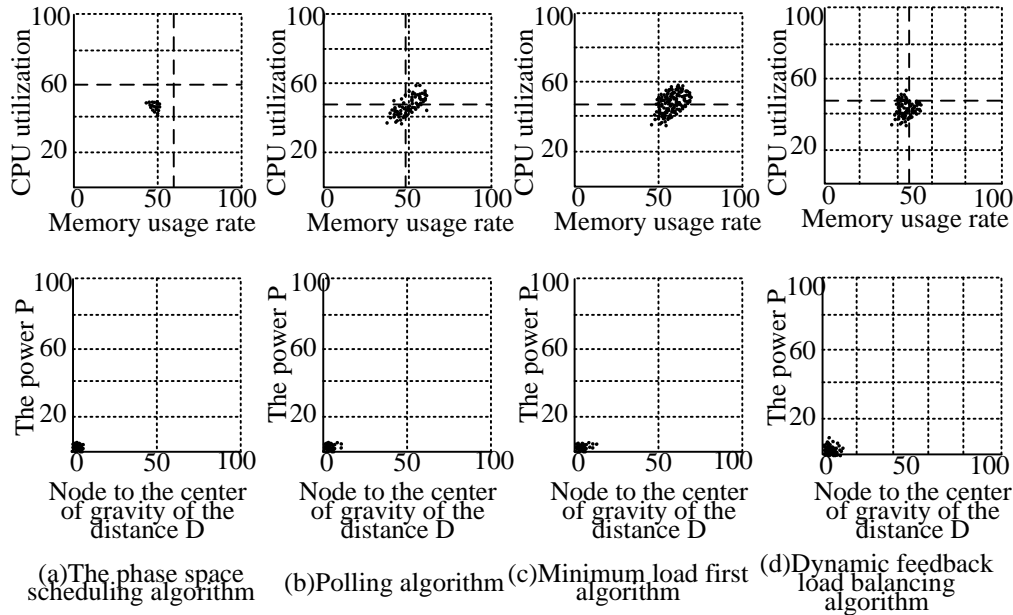 100
60
20
CPU utilization
0
50
100
Memory usage rate
100
60
20
CPU utilization
0
50
100
Memory usage rate
100
60
20
CPU utilization
0
50
100
Memory usage rate
100
60
20
CPU utilization
0
50
100
Memory usage rate
100
60
20
The power P
0
50
100
Node to the center
of gravity of the
distance D
100
60
20
The power P
0
50
100
Node to the center
of gravity of the
distance D
100
60
20
The power P
0
50
100
Node to the center
of gravity of the
distance D
100
60
20
The power P
0
50
100
Node to the center
of gravity of the
distance D
(a)The phase space
scheduling algorithm
(b)Polling algorithm
(c)Minimum load first
algorithm
(d)Dynamic feedback
load balancing
algorithm